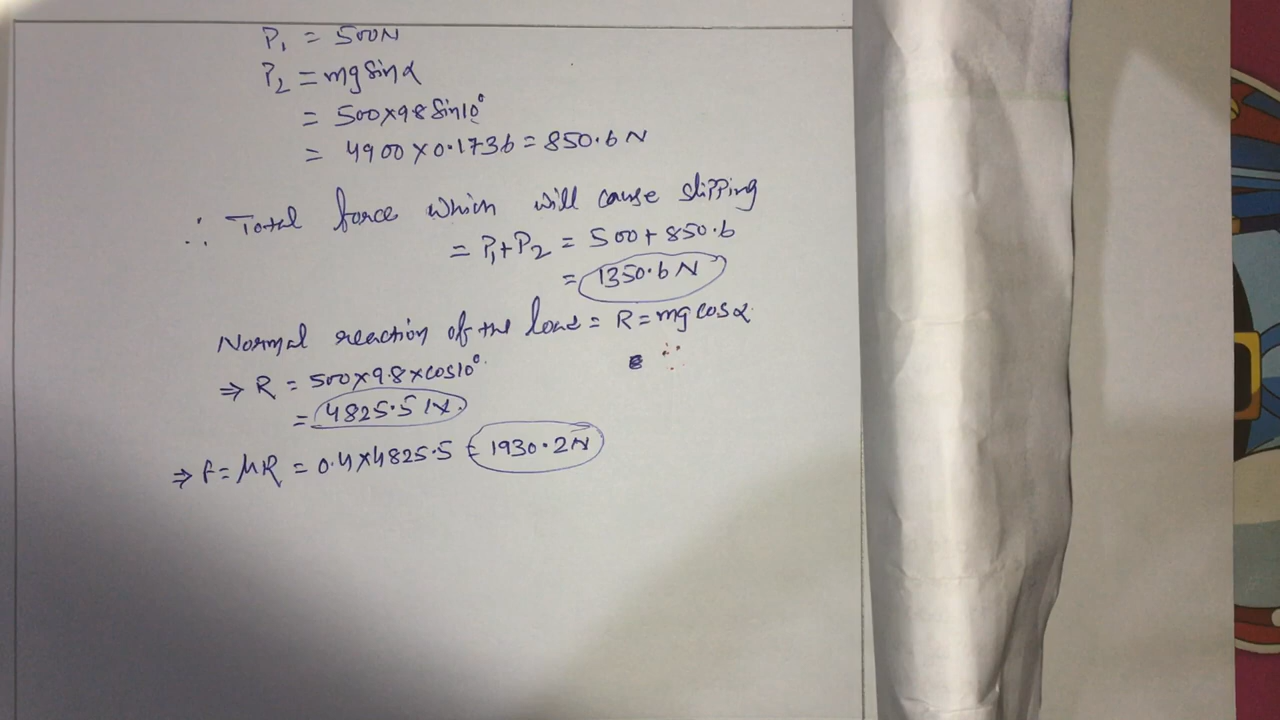 P₁ = 500N
P₂ = mg Sinα
= 500×9.8 Sin10°
= 4900 × 0.1736 = 850.6 N
∴ Total force which will cause slipping
= P₁+P₂ = 500+850.6
= 1350.6 N
Normal reaction of the load = R = mg cosα
⇒ R = 500×9.8×cos10°
∴
= 4825.5 N.
⇒ f = μR = 0.4×4825.5 = 1930.2N